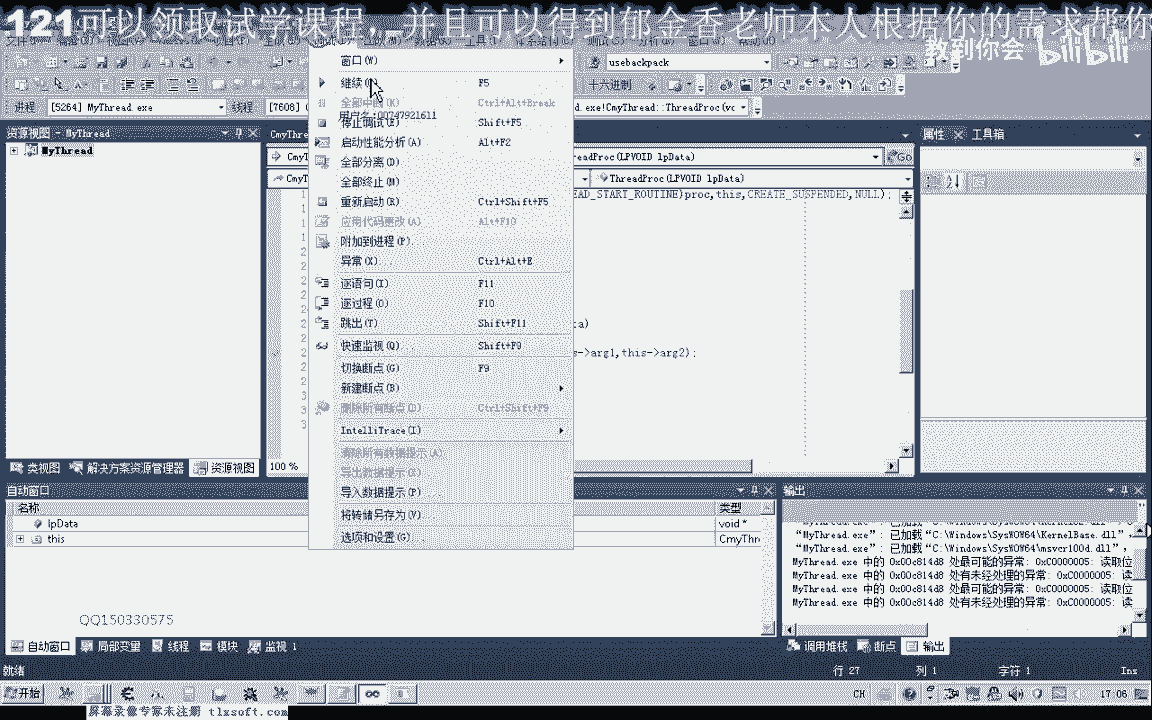 121可以领取试学课程，并且可以得到郁金香老师本人根据你的需求帮你
教到你会 bilibili
usebackpack
十六进制
进程 [5264] MyThread.exe 线程 [7608]
exe!CmyThread::ThreadProc(vo
窗口(W)
继续 F5
全部中断(K) Ctrl+Alt+Break
用户名：00747921611
停止调试(E) Shift+F5
启动性能分析(A) Alt+F2
全部分离(D)
全部终止(M)
重新启动(R) Ctrl+Shift+F5
应用代码更改(A) Alt+F10
附加到进程(P)...
异常(X)... Ctrl+Alt+E
逐语句(I) F11
逐过程(O) F10
跳出(T) Shift+F11
快速监视(Q)... Shift+F9
切换断点(G) F9
新建断点(B)
删除所有断点(D) Ctrl+Shift+F9
IntelliTrace(I)
清除所有数据提示(A)
导出数据提示(X)...
导入数据提示(P)...
将转储另存为(V)...
选项和设置(G)...
资源视图 - MyThread
MyThread
类视图 解决方案资源管理器 资源视图
CmyThre
readProc(LPVOID lpData) Go
ThreadProc(LPVOID lpData)
EAD_START_ROUTINE)proc,this,CREATE_SUSPENDED,NULL);
ta)
s->arg1,this->arg2);
100 %
属性 工具箱
自动窗口
名称 类型
lpData void *
this CmyThr
QQ150330575
自动窗口 局部变量 线程 模块 监视 1
输出
“MyThread.exe”: 已加载“C:\Windows\SysWOW64\KernelBase.dll”,
“MyThread.exe”: 已加载“C:\Windows\SysWOW64\msvcr100d.dll”,
MyThread.exe 中的 0x00c814d8 处最可能的异常: 0xC0000005: 读取位
MyThread.exe 中的 0x00c814d8 处有未经处理的异常: 0xC0000005: 读
MyThread.exe 中的 0x00c814d8 处最可能的异常: 0xC0000005: 读取位
MyThread.exe 中的 0x00c814d8 处有未经处理的异常: 0xC0000005: 读
调用堆栈 断点 输出
就绪 行 27 列 1 字符 1 Ins
开始 CH 17:06
屏幕录像专家未注册 tlxsoft.com